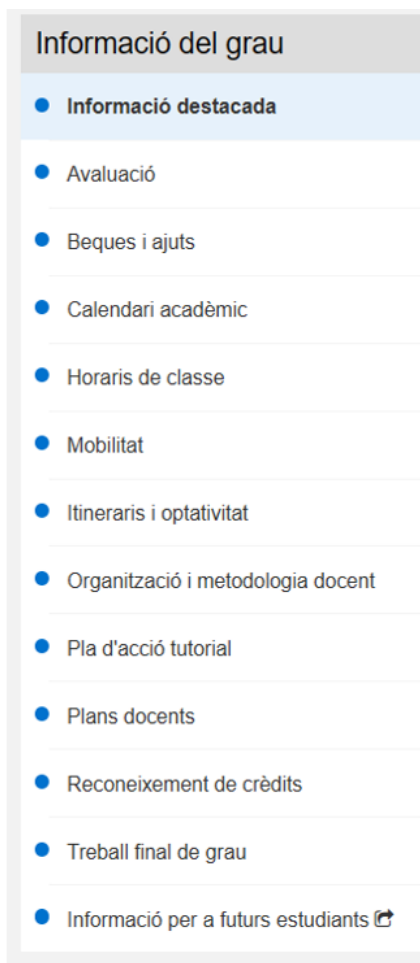 Informació del grau
Informació destacada
Avaluació
Beques i ajuts
Calendari acadèmic
Horaris de classe
Mobilitat
Itineraris i optativitat
Organització i metodologia docent
Pla d'acció tutorial
Plans docents
Reconeixement de crèdits
Treball final de grau
Informació per a futurs estudiants